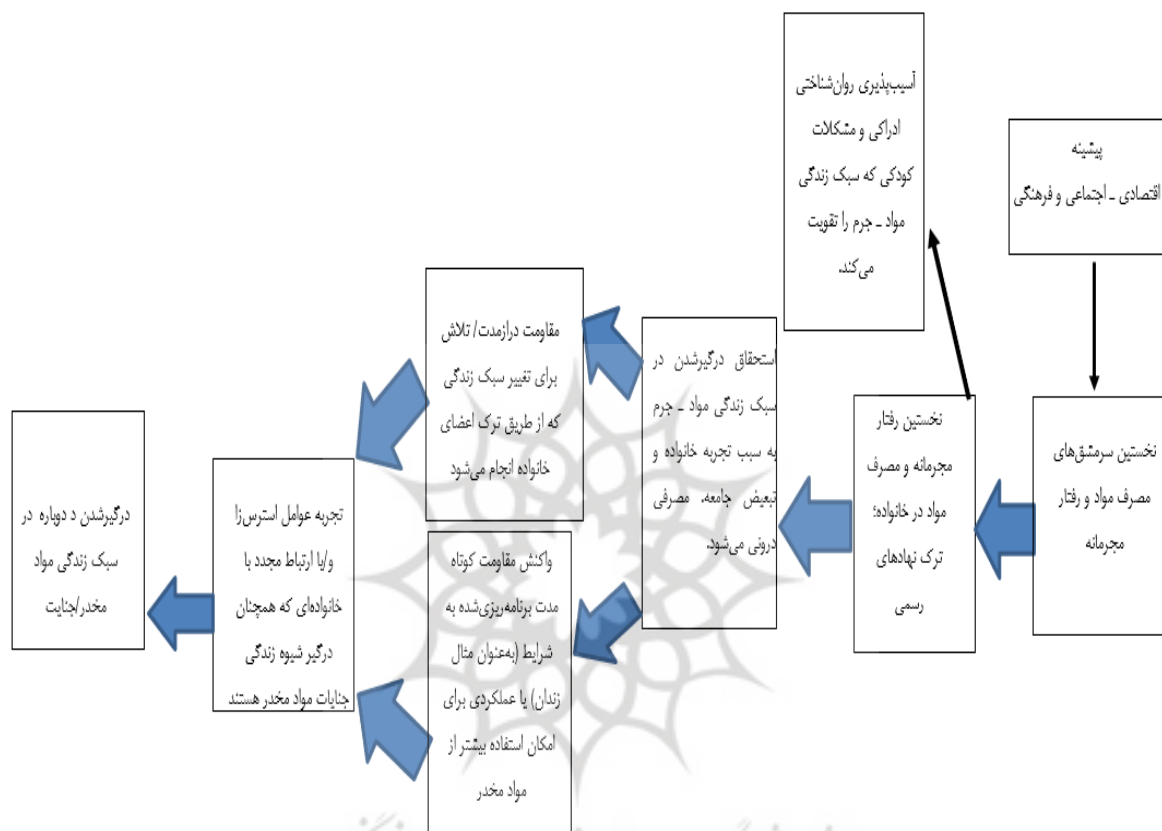 پیشینه
اقتصادی ـ اجتماعی و فرهنگی
نخستین سرمشق‌های
مصرف مواد و رفتار
مجرمانه
نخستین رفتار
مجرمانه و مصرف
مواد در خانواده؛
ترک نهادهای
رسمی
آسیب‌پذیری روان‌شناختی
ادراکی و مشکلات
کودکی که سبک زندگی
مواد ـ جرم را تقویت
می‌کند.
استحقاق درگیرشدن در
سبک زندگی مواد ـ جرم
به سبب تجربه خانواده و
تبعیض جامعه، مصرفی
درونی می‌شود.
مقاومت درازمدت/ تلاش
برای تغییر سبک زندگی
که از طریق ترک اعضای
خانواده انجام می‌شود
واکنش مقاومت کوتاه
مدت برنامه‌ریزی‌شده به
شرایط (به‌عنوان مثال
زندان) یا عملکردی برای
امکان استفاده بیشتر از
مواد مخدر
تجربه عوامل استرس‌زا
و/یا ارتباط مجدد با
خانواده‌ای که همچنان
درگیر شیوه زندگی
جنایات مواد مخدر هستند
درگیرشدن د دوباره در
سبک زندگی مواد
مخدر/جنایت